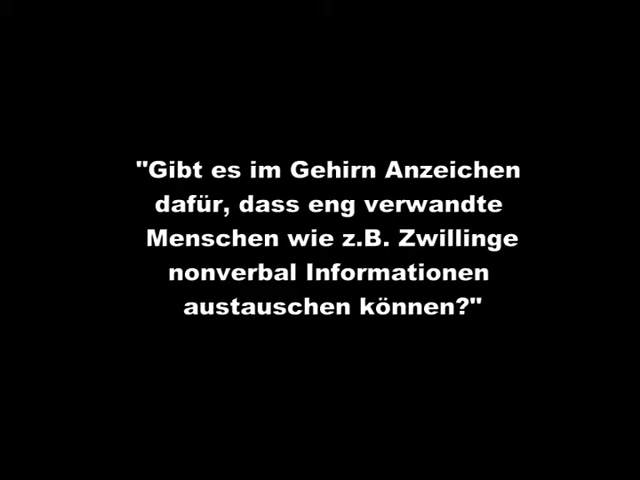 "Gibt es im Gehirn Anzeichen
dafür, dass eng verwandte
Menschen wie z.B. Zwillinge
nonverbal Informationen
austauschen können?"